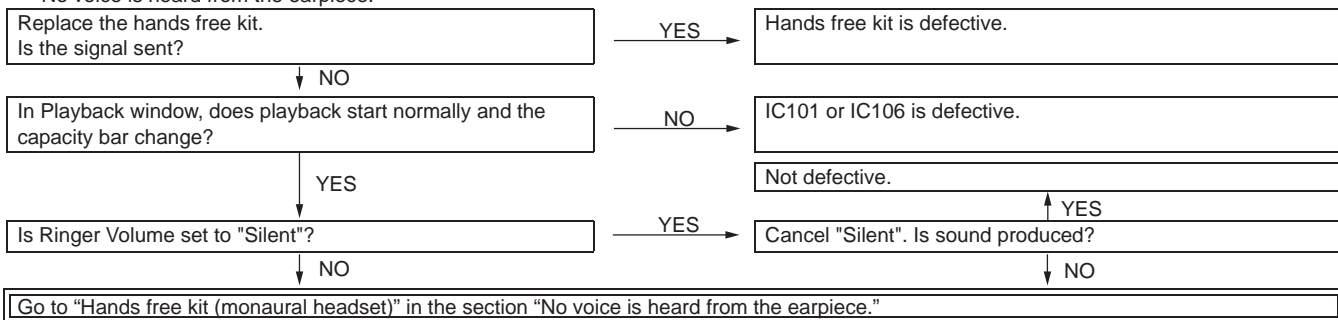 No voice is heard from the earpiece.
Replace the hands free kit.
Is the signal sent?
YES
Hands free kit is defective.
NO
In Playback window, does playback start normally and the
capacity bar change?
NO
IC101 or IC106 is defective.
YES
Not defective.
YES
Is Ringer Volume set to "Silent"?
YES
Cancel "Silent". Is sound produced?
NO
NO
Go to “Hands free kit (monaural headset)” in the section “No voice is heard from the earpiece.”